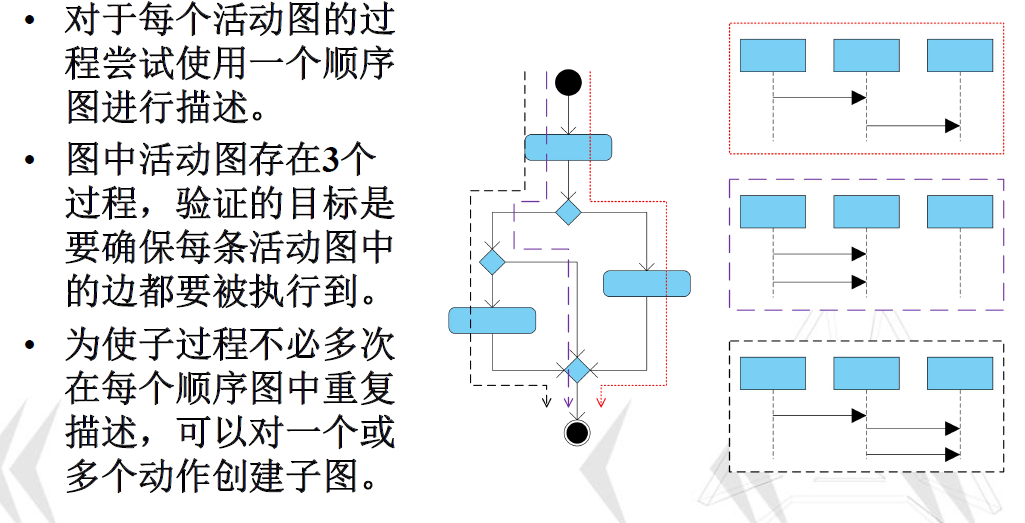 • 对于每个活动图的过
程尝试使用一个顺序
图进行描述。
• 图中活动图存在3个
过程，验证的目标是
要确保每条活动图中
的边都要被执行到。
• 为使子过程不必多次
在每个顺序图中重复
描述，可以对一个或
多个动作创建子图。